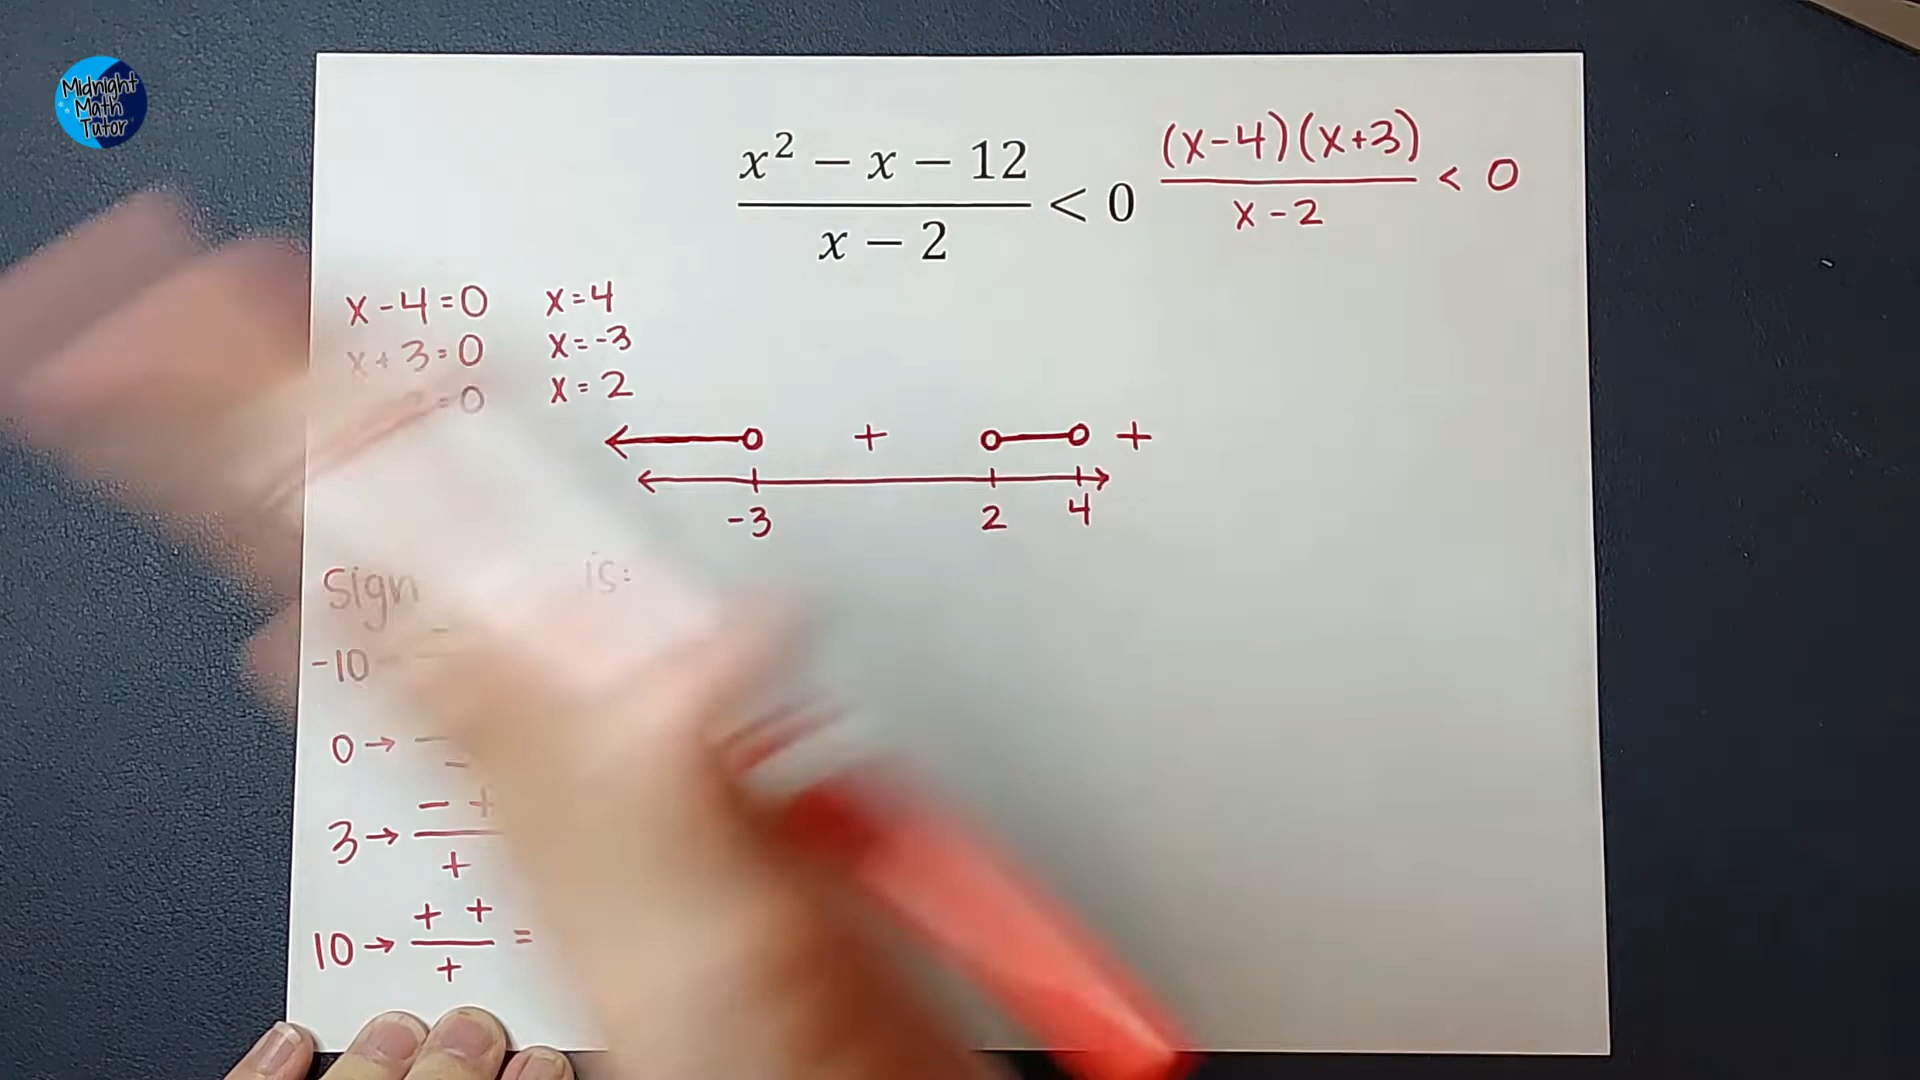 Midnight
Math
Tutor
x² − x − 12
x − 2
< 0
(x-4)(x+3)
x-2
< 0
x-4=0 x=4
x+3=0 x=-3
=0 x=2
+ +
-3 2 4
Sign is:
-10
0→ −
−
3→ − +
+
10→ + + =
+